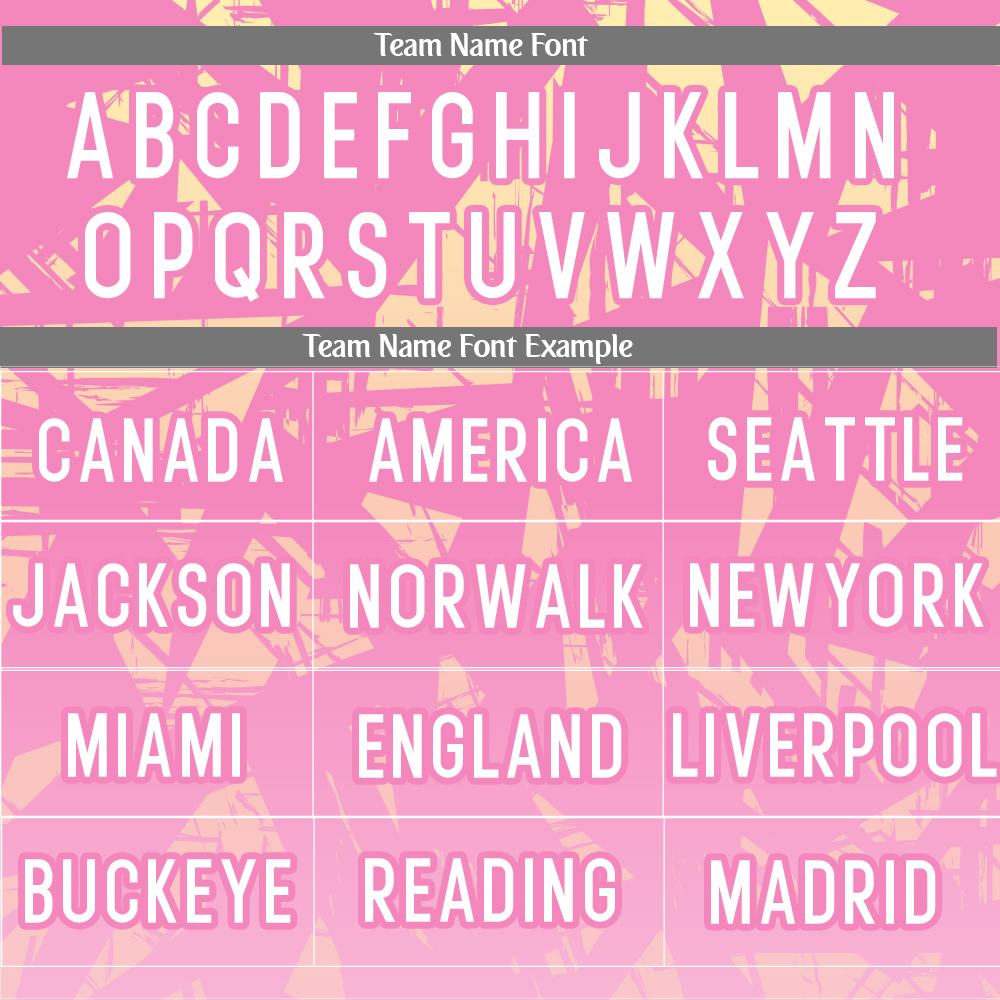 Team Name Font
ABCDEFGHIJKLMN
OPQRSTUVWXYZ
Team Name Font Example
CANADA AMERICA SEATTLE
JACKSON NORWALK NEWYORK
MIAMI ENGLAND LIVERPOOL
BUCKEYE READING MADRID